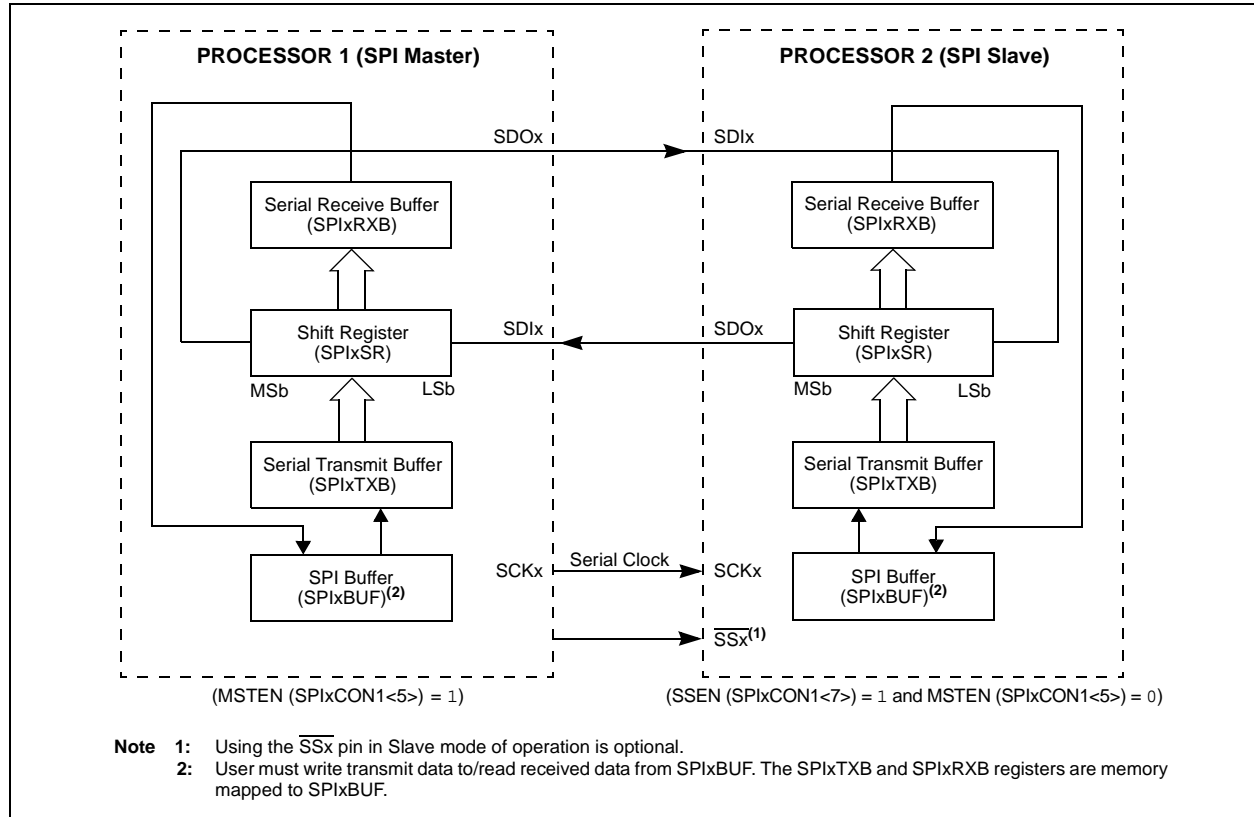 PROCESSOR 1 (SPI Master)
PROCESSOR 2 (SPI Slave)
SDOx
SDIx
Serial Receive Buffer
(SPIxRXB)
Serial Receive Buffer
(SPIxRXB)
Shift Register
(SPIxSR)
SDIx
SDOx
Shift Register
(SPIxSR)
MSb
LSb
MSb
LSb
Serial Transmit Buffer
(SPIxTXB)
Serial Transmit Buffer
(SPIxTXB)
SPI Buffer
(SPIxBUF)(2)
SCKx
Serial Clock
SCKx
SPI Buffer
(SPIxBUF)(2)
SSx(1)
(MSTEN (SPIxCON1<5>) = 1)
(SSEN (SPIxCON1<7>) = 1 and MSTEN (SPIxCON1<5>) = 0)
Note 1: Using the SSx pin in Slave mode of operation is optional.
2: User must write transmit data to/read received data from SPIxBUF. The SPIxTXB and SPIxRXB registers are memory
mapped to SPIxBUF.